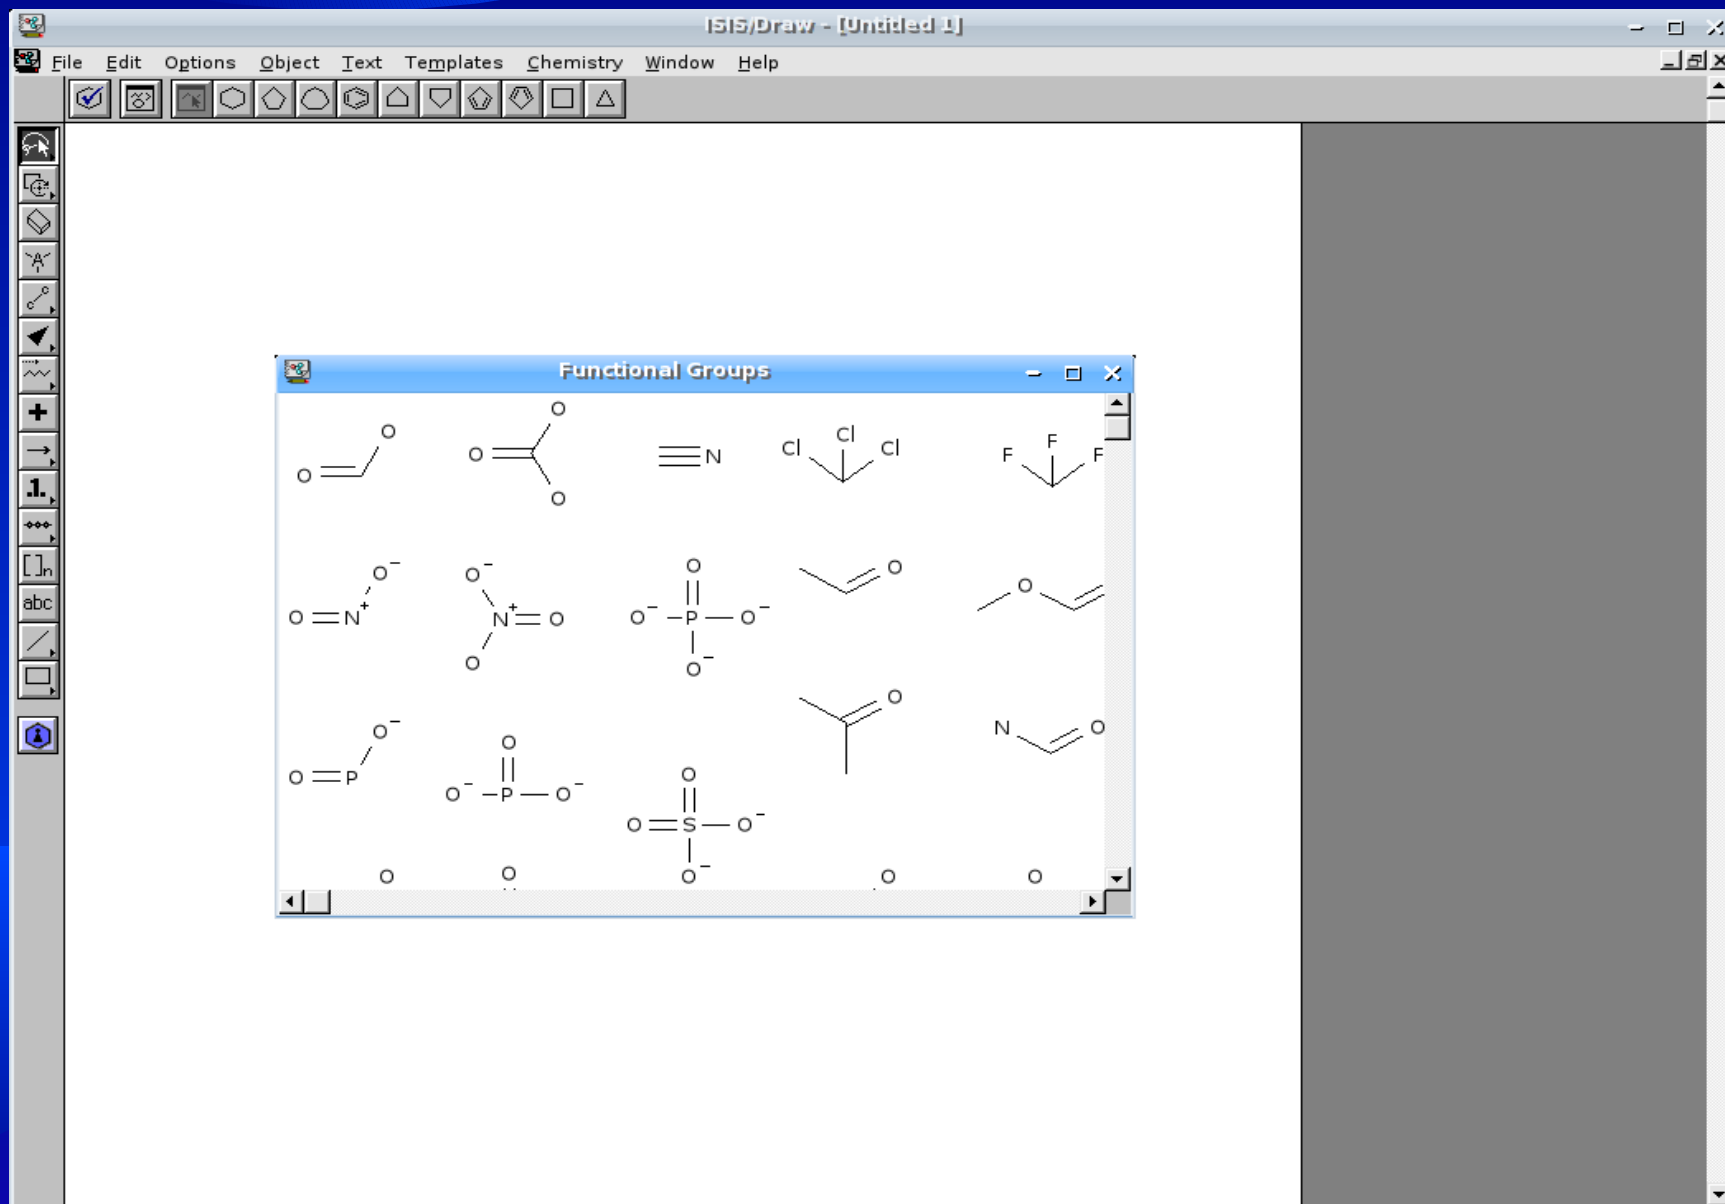 ISIS/Draw - [Untitled 1]
File Edit Options Object Text Templates Chemistry Window Help
A
C C
.1.
[ ]n
abc
Functional Groups
O
O Cl
O O N Cl Cl F F F
O
O
O⁻ O⁻ O O
O
O N⁺ N⁺ O O⁻ P O⁻
O O⁻
O
O⁻ N O
O
O P O
O⁻ P O⁻
O S O⁻
O⁻
O O O O O